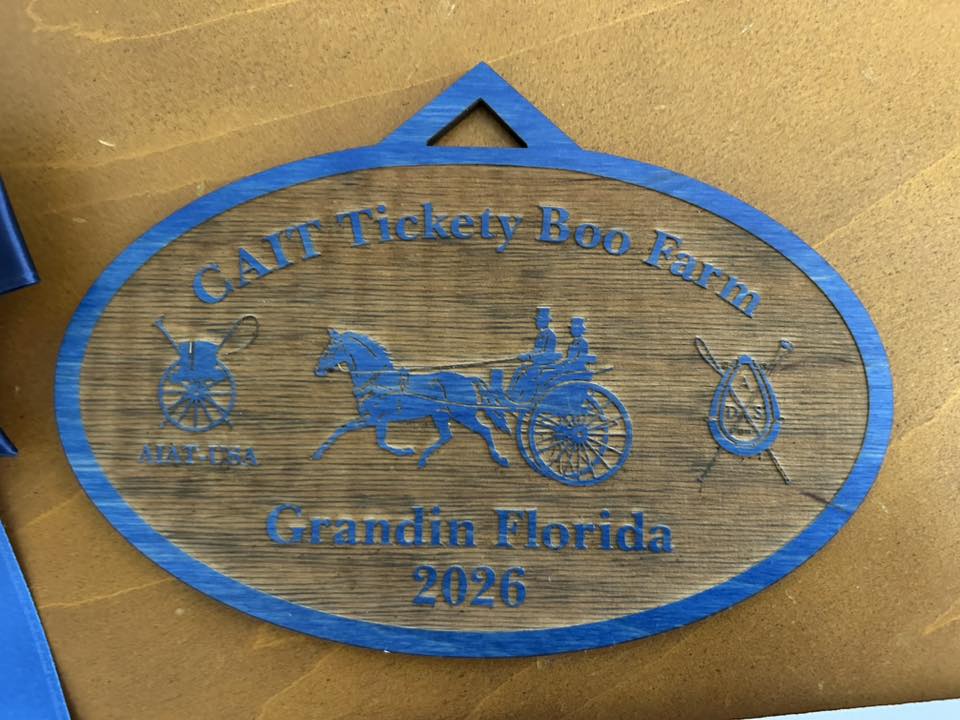 CAIT Tickety Boo Farm
AIAT-USA
Grandin Florida
2026